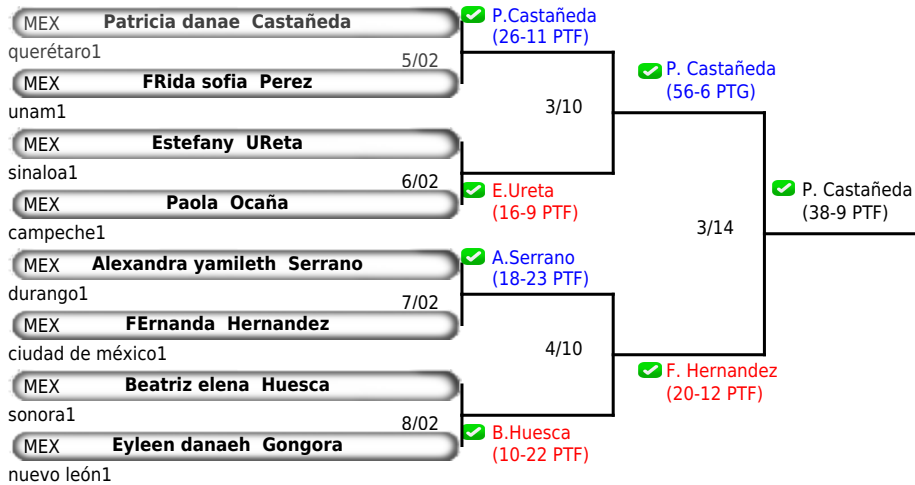 MEX Patricia danae Castañeda
querétaro1
5/02
MEX FRida sofia Perez
unam1
MEX Estefany UReta
sinaloa1
6/02
MEX Paola Ocaña
campeche1
MEX Alexandra yamileth Serrano
durango1
7/02
MEX FErnanda Hernandez
ciudad de méxico1
MEX Beatriz elena Huesca
sonora1
8/02
MEX Eyleen danaeh Gongora
nuevo león1
P.Castañeda
(26-11 PTF)
3/10
E.Ureta
(16-9 PTF)
A.Serrano
(18-23 PTF)
4/10
B.Huesca
(10-22 PTF)
P. Castañeda
(56-6 PTG)
3/14
F. Hernandez
(20-12 PTF)
P. Castañeda
(38-9 PTF)